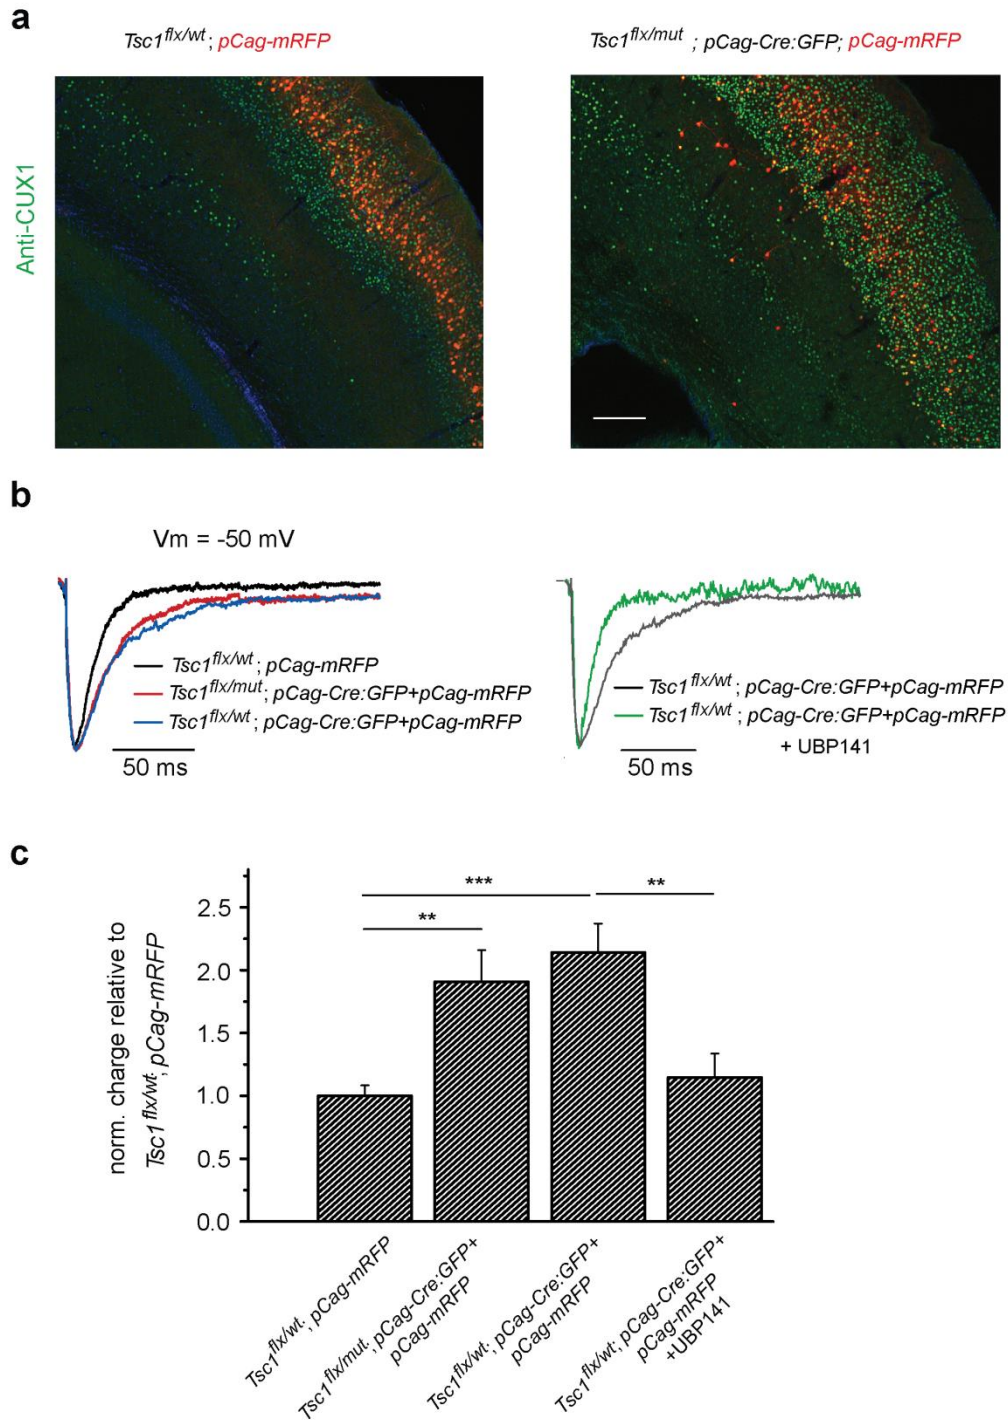 a
Tsc1flx/wt; pCag-mRFP
Tsc1flx/mut ; pCag-Cre:GFP; pCag-mRFP
Anti-CUX1
b
Vm = -50 mV
Tsc1flx/wt; pCag-mRFP
Tsc1flx/mut; pCag-Cre:GFP+pCag-mRFP
Tsc1flx/wt; pCag-Cre:GFP+pCag-mRFP
50 ms
Tsc1flx/wt; pCag-Cre:GFP+pCag-mRFP
Tsc1flx/wt; pCag-Cre:GFP+pCag-mRFP
+ UBP141
50 ms
c
norm. charge relative to
Tsc1flx/wt; pCag-mRFP
2.5
2.0
1.5
1.0
0.5
0.0
***
**
**
Tsc1flx/wt; pCag-mRFP
Tsc1flx/mut; pCag-Cre:GFP+
pCag-mRFP
Tsc1flx/wt; pCag-Cre:GFP+
pCag-mRFP
Tsc1flx/wt; pCag-Cre:GFP+
pCag-mRFP
+UBP141